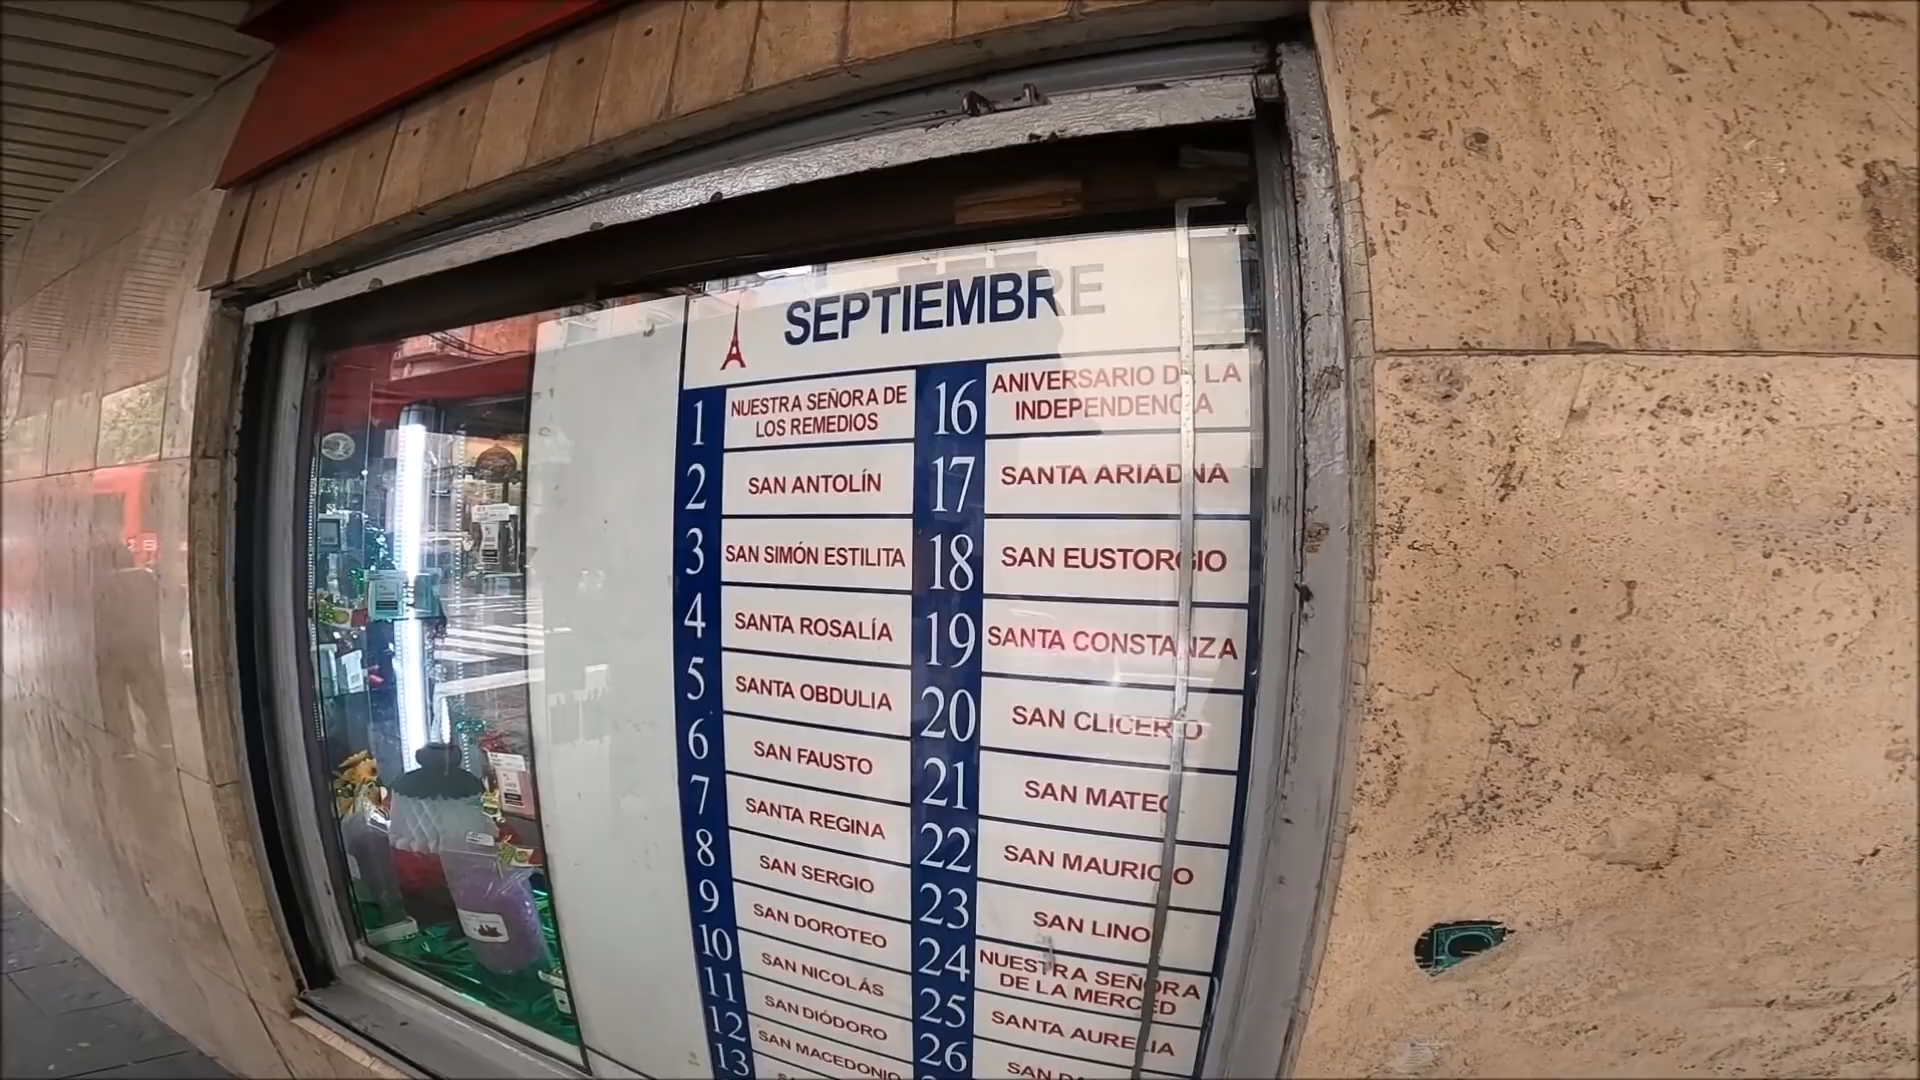 SEPTIEMBRE
1 NUESTRA SEÑORA DE
LOS REMEDIOS
2 SAN ANTOLÍN
3 SAN SIMÓN ESTILITA
4 SANTA ROSALÍA
5 SANTA OBDULIA
6 SAN FAUSTO
7 SANTA REGINA
8 SAN SERGIO
9 SAN DOROTEO
10 SAN NICOLÁS
11 SAN DIÓDORO
12 SAN MACEDONIO
13
16 ANIVERSARIO DE LA
INDEPENDENCIA
17 SANTA ARIADNA
18 SAN EUSTORGIO
19 SANTA CONSTANZA
20 SAN CLICERIO
21 SAN MATEO
22 SAN MAURICIO
23 SAN LINO
24 NUESTRA SEÑORA
DE LA MERCED
25 SANTA AURELIA
26 SAN